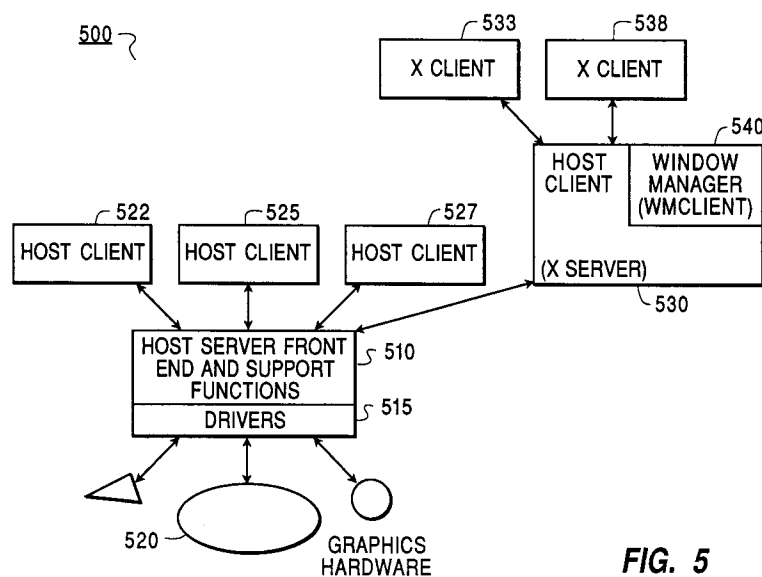 500
533
538
X CLIENT
X CLIENT
540
HOST
CLIENT
WINDOW
MANAGER
(WMCLIENT)
522
525
527
HOST CLIENT
HOST CLIENT
HOST CLIENT
(X SERVER)
530
HOST SERVER FRONT
END AND SUPPORT
FUNCTIONS
510
DRIVERS
515
520
GRAPHICS
HARDWARE
FIG. 5